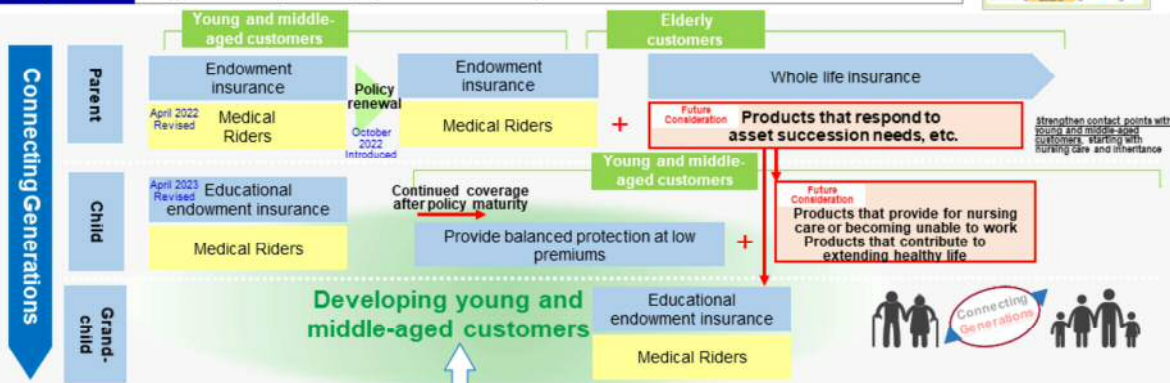 Young and middle-
aged customers
Elderly
customers
Connecting Generations
Parent
Endowment
insurance
April 2022
Revised
Medical
Riders
Policy
renewal
October
2022
Introduced
Endowment
insurance
Medical Riders
+
Whole life insurance
Future
Consideration
Products that respond to
asset succession needs, etc.
Strengthen contact points with
young and middle-aged
customers, starting with
nursing care and inheritance
Young and middle-
aged customers
Child
April 2023
Revised
Educational
endowment insurance
Medical Riders
Continued coverage
after policy maturity
Provide balanced protection at low
premiums
+
Future
Consideration
Products that provide for nursing
care or becoming unable to work
Products that contribute to
extending healthy life
Grand-
child
Developing young and
middle-aged customers
Educational
endowment insurance
Medical Riders
Connecting
Generations